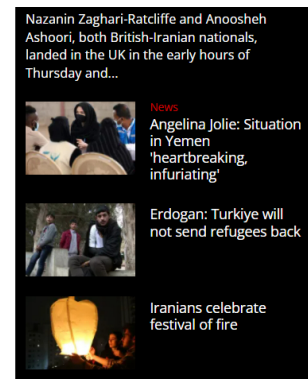 Nazanin Zaghari-Ratcliffe and Anoosheh
Ashoori, both British-Iranian nationals,
landed in the UK in the early hours of
Thursday and...
News
Angelina Jolie: Situation
in Yemen
'heartbreaking,
infuriating'
Erdogan: Turkiye will
not send refugees back
Iranians celebrate
festival of fire